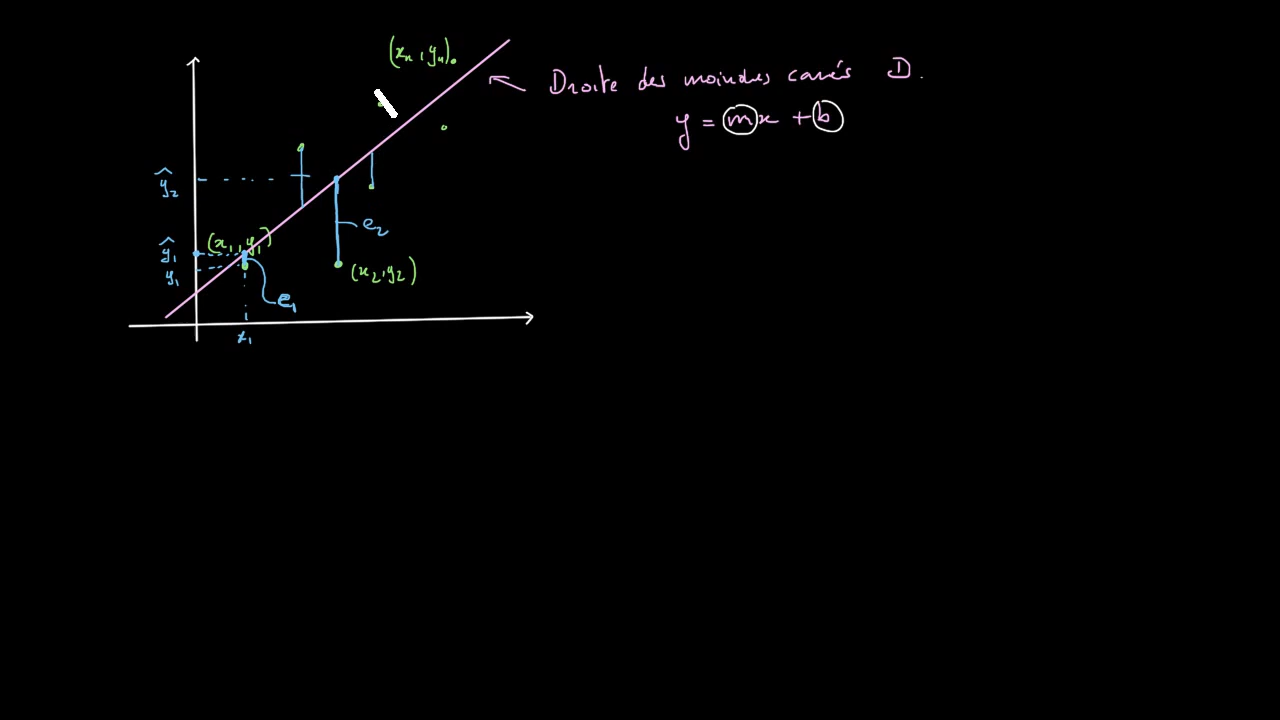 (xₙ, yₙ)
Droite des moindres carrés D.
y = mx + b
ŷ₂
e₂
ŷ₁
(x₁, y₁)
y₁
(x₂, y₂)
e₁
x₁